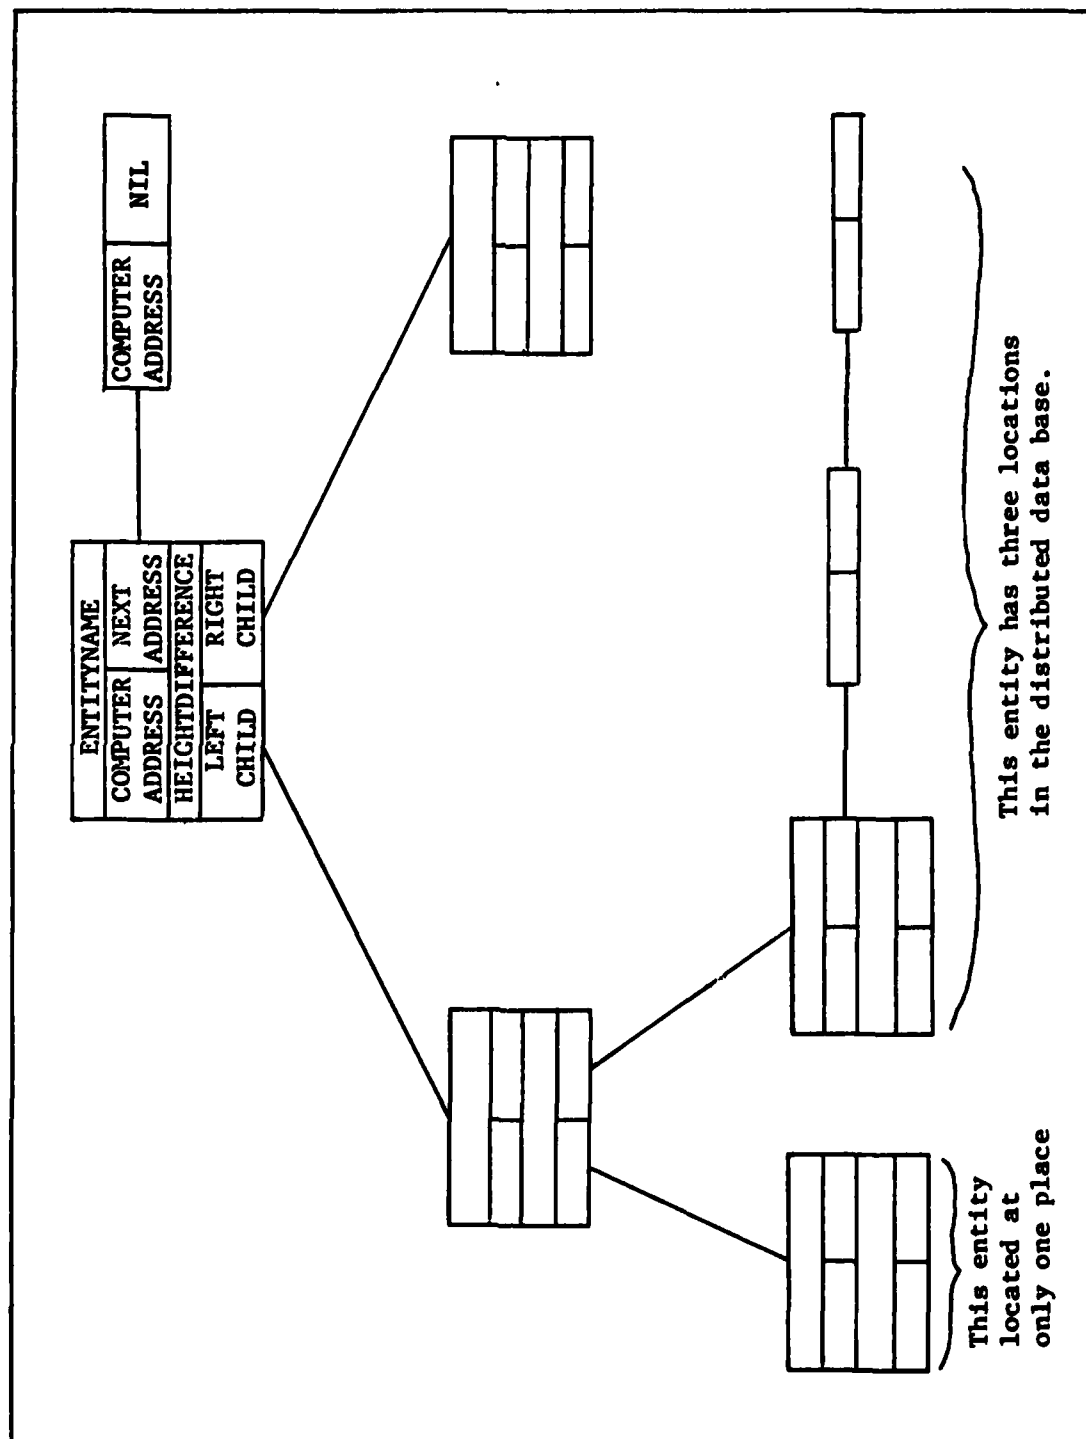 ENTITYNAME
COMPUTER NEXT
ADDRESS ADDRESS
HEIGHTDIFFERENCE
LEFT RIGHT
CHILD CHILD
COMPUTER
ADDRESS
NIL
This entity
located at
only one place
This entity has three locations
in the distributed data base.